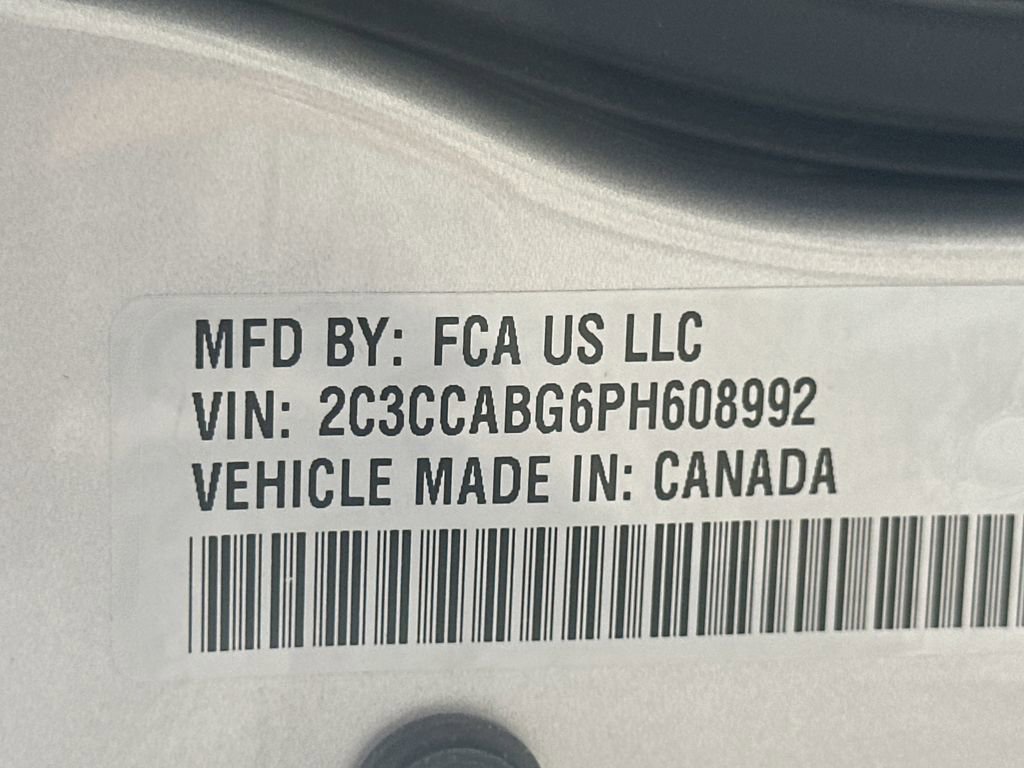 MFD BY: FCA US LLC
VIN: 2C3CCABG6PH608992
VEHICLE MADE IN: CANADA